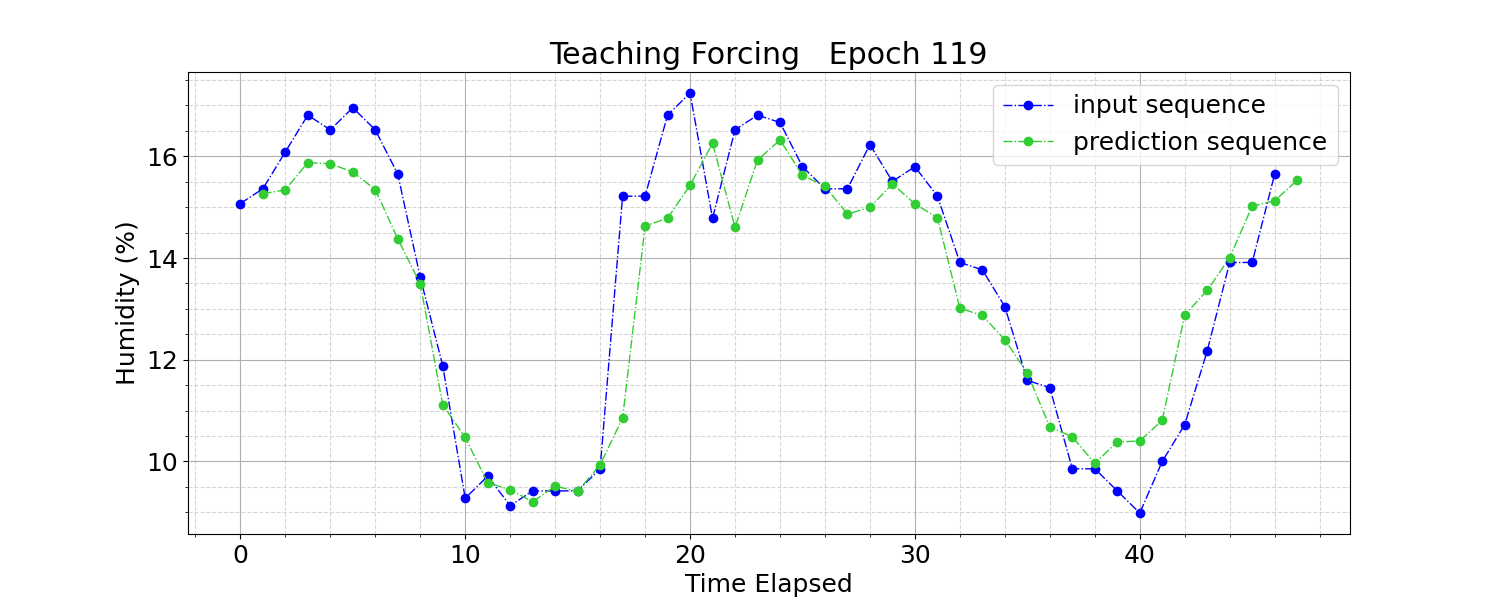 Teaching Forcing   Epoch 119
input sequence
prediction sequence
Humidity (%)
16
14
12
10
0 10 20 30 40
Time Elapsed